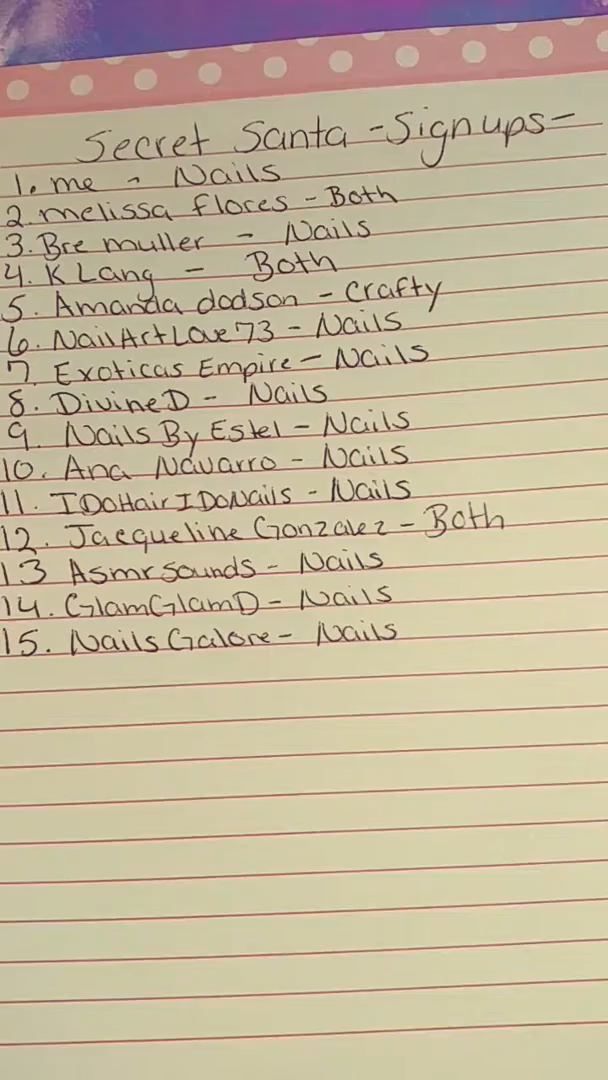 Secret Santa -Signups-
1. me - Nails
2. melissa flores - Both
3. Bre muller - Nails
4. K Lang - Both
5. Amanda dodson - Crafty
6. NailArtLove73 - Nails
7. Exoticas Empire - Nails
8. DivineD - Nails
9. Nails By Estel - Nails
10. Ana Navarro - Nails
11. IDoHairIDoNails - Nails
12. Jacqueline Gonzalez - Both
13 Asmrsounds - Nails
14. GlamGlamD - Nails
15. Nails Galore - Nails